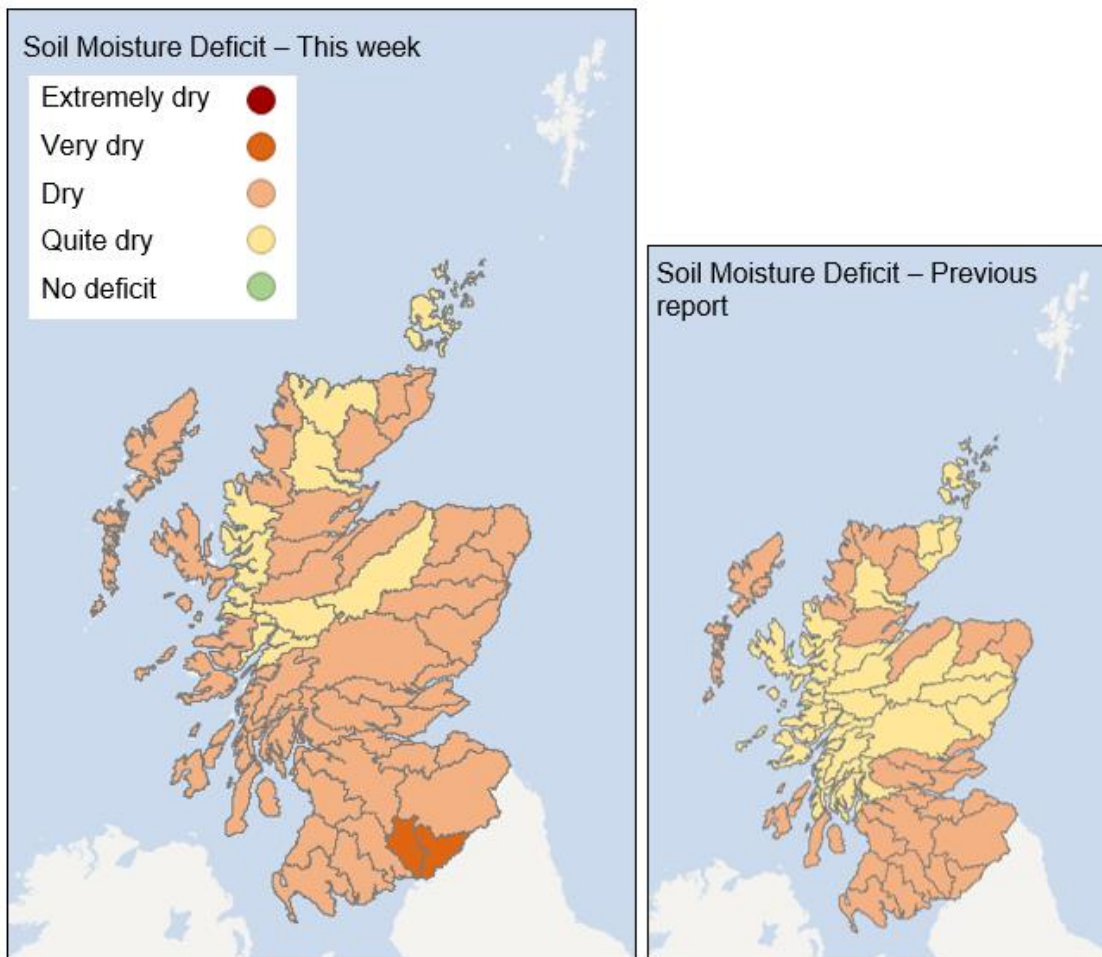 Soil Moisture Deficit – This week
Extremely dry
Very dry
Dry
Quite dry
No deficit
Soil Moisture Deficit – Previous
report